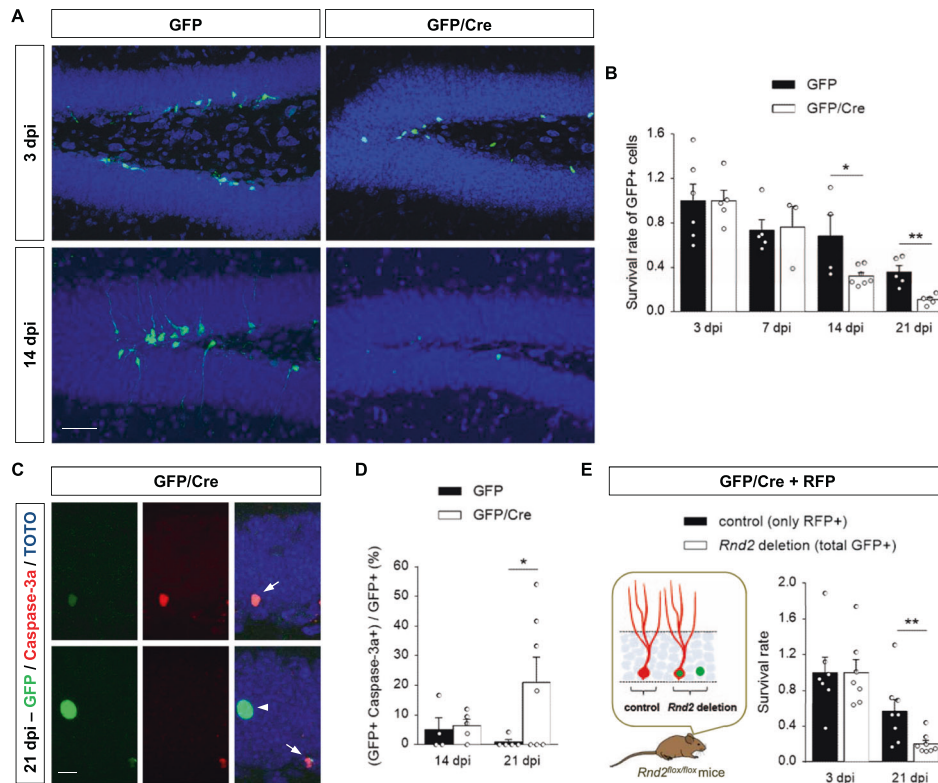 A
GFP
GFP/Cre
3 dpi
14 dpi
B
GFP
GFP/Cre
Survival rate of GFP+ cells
1.6
1.2
0.8
0.4
0.0
*
**
3 dpi
7 dpi
14 dpi
21 dpi
C
GFP/Cre
21 dpi – GFP / Caspase-3a / TOTO
D
GFP
GFP/Cre
(GFP+ Caspase-3a+) / GFP+ (%)
60
50
40
30
20
10
0
*
14 dpi
21 dpi
E
GFP/Cre + RFP
control (only RFP+)
Rnd2 deletion (total GFP+)
control
Rnd2 deletion
Rnd2flox/flox mice
Survival rate
2.0
1.6
1.2
0.8
0.4
0.0
**
3 dpi
21 dpi